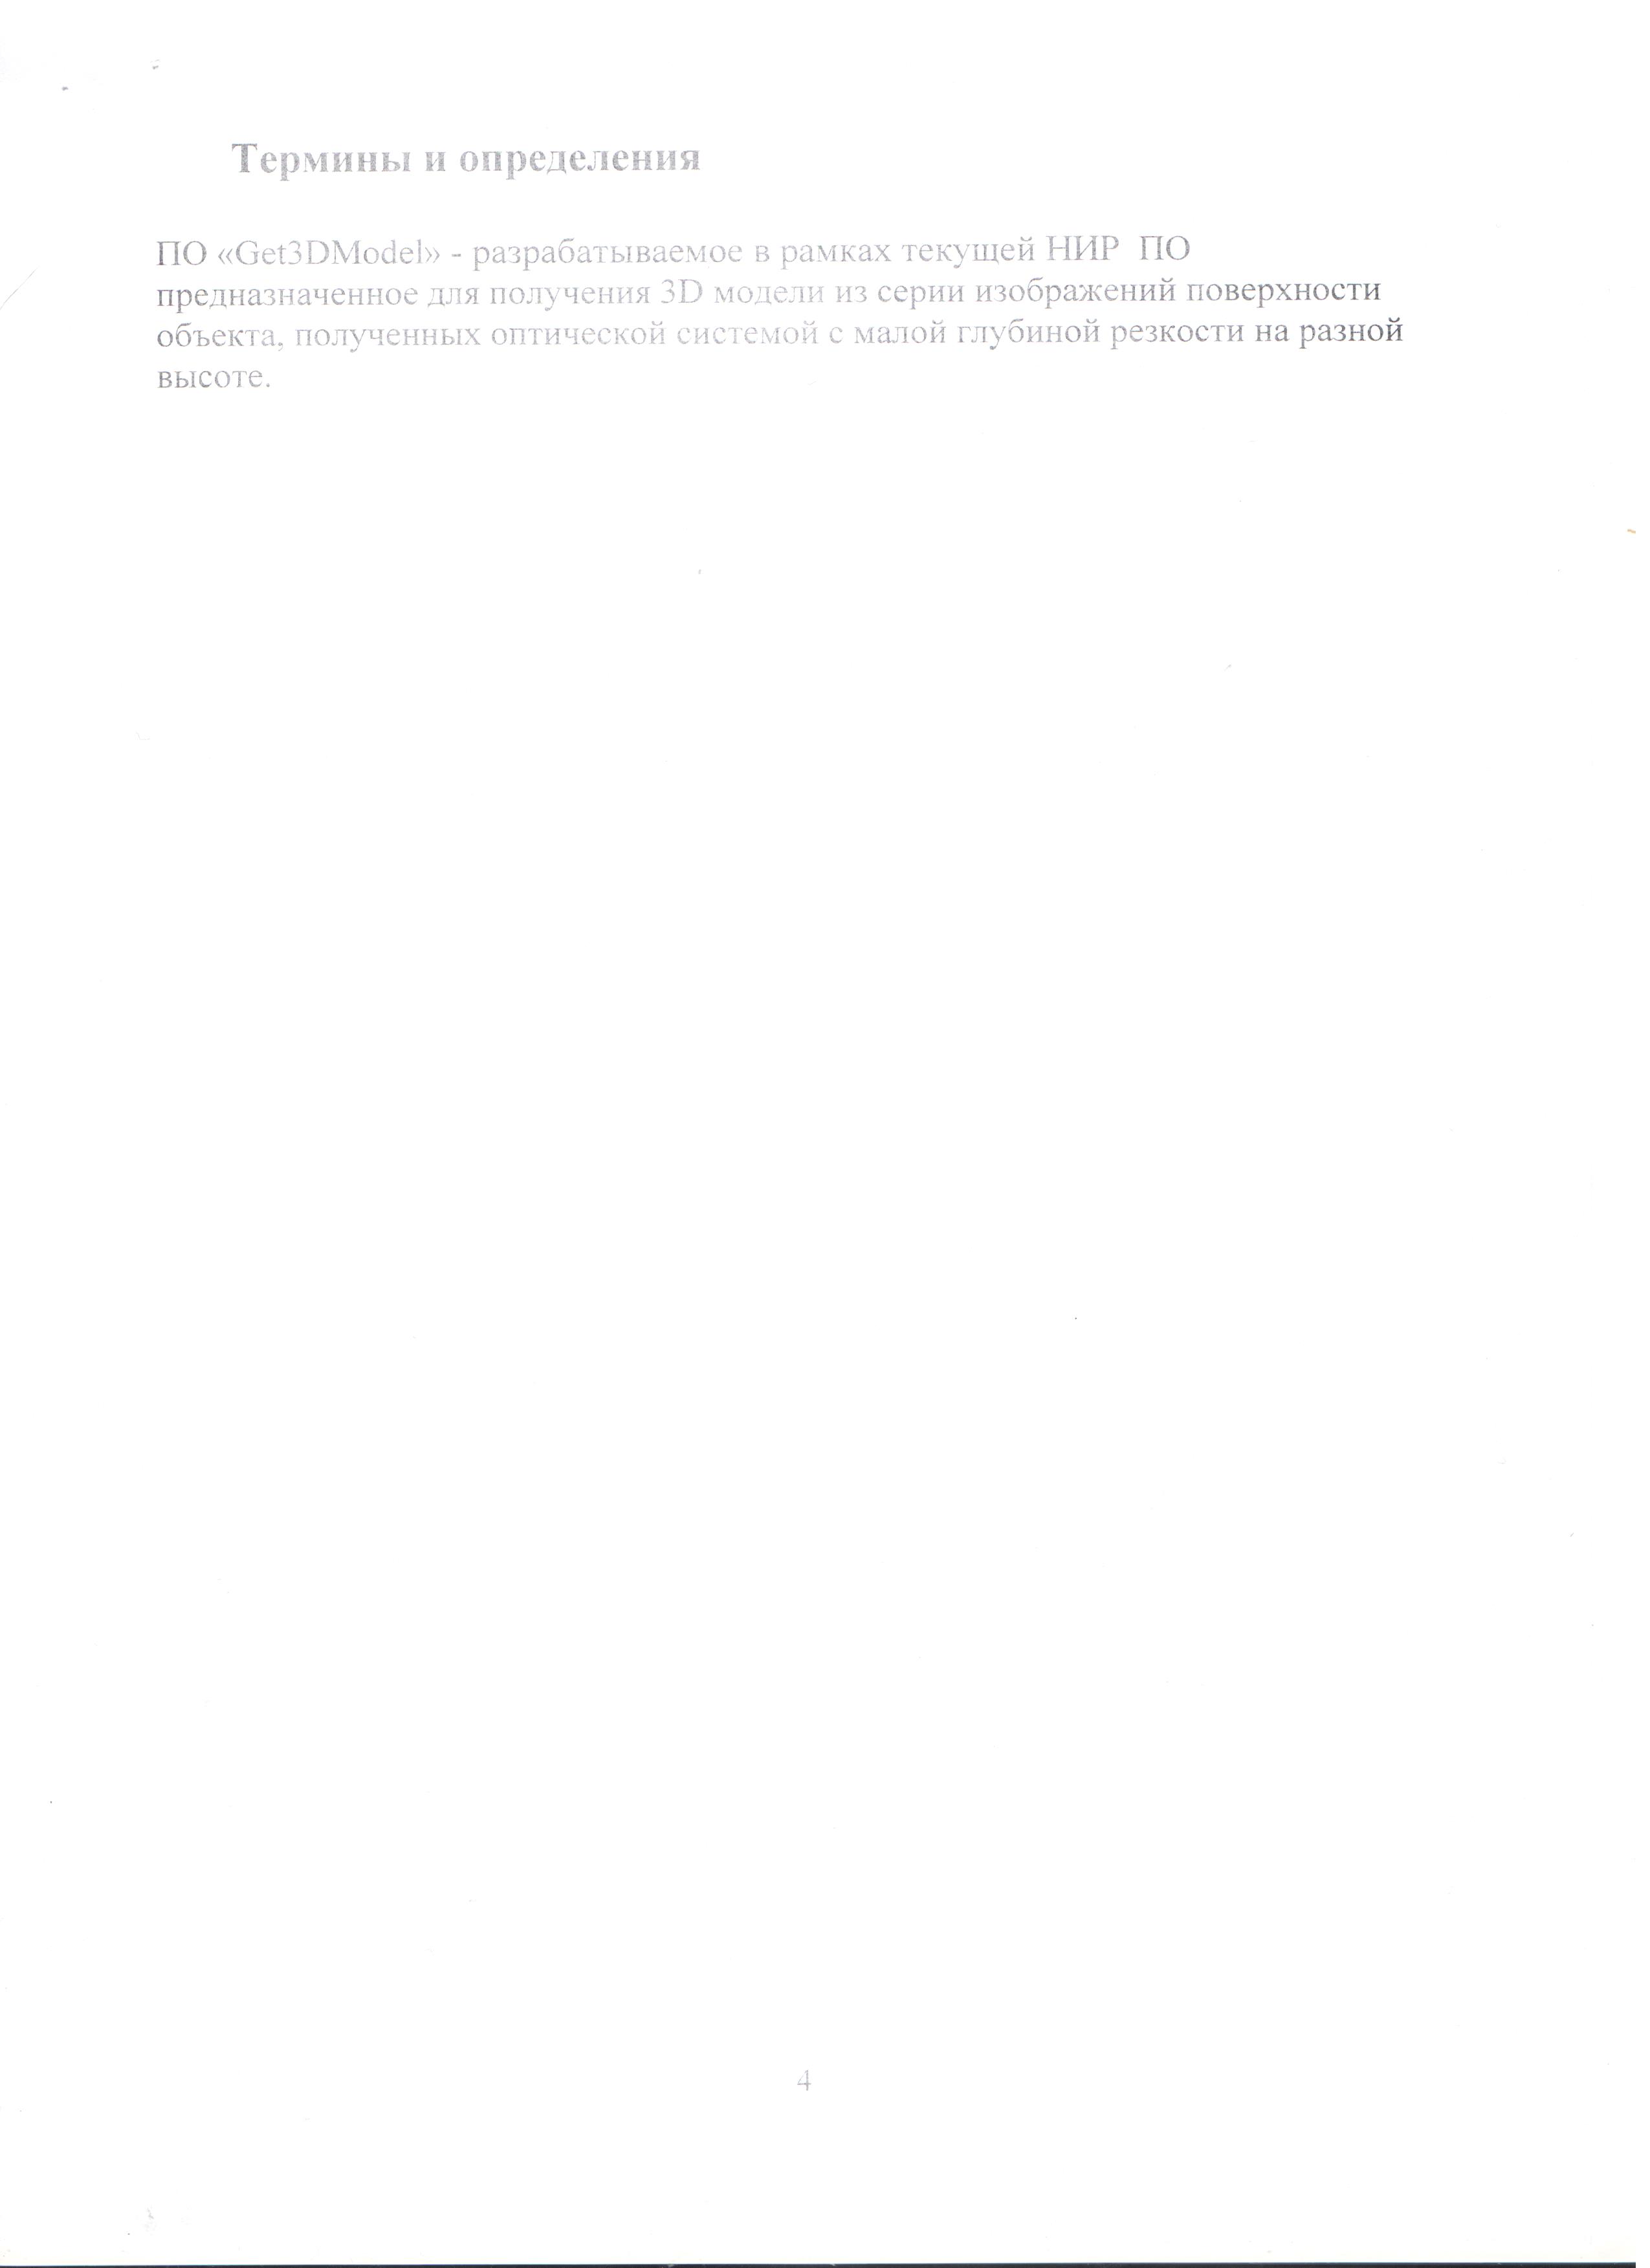 Термины и определения
ПО «Get3DModel» - разрабатываемое в рамках текущей НИР  ПО
предназначенное для получения 3D модели из серии изображений поверхности
объекта, полученных оптической системой с малой глубиной резкости на разной
высоте.
4